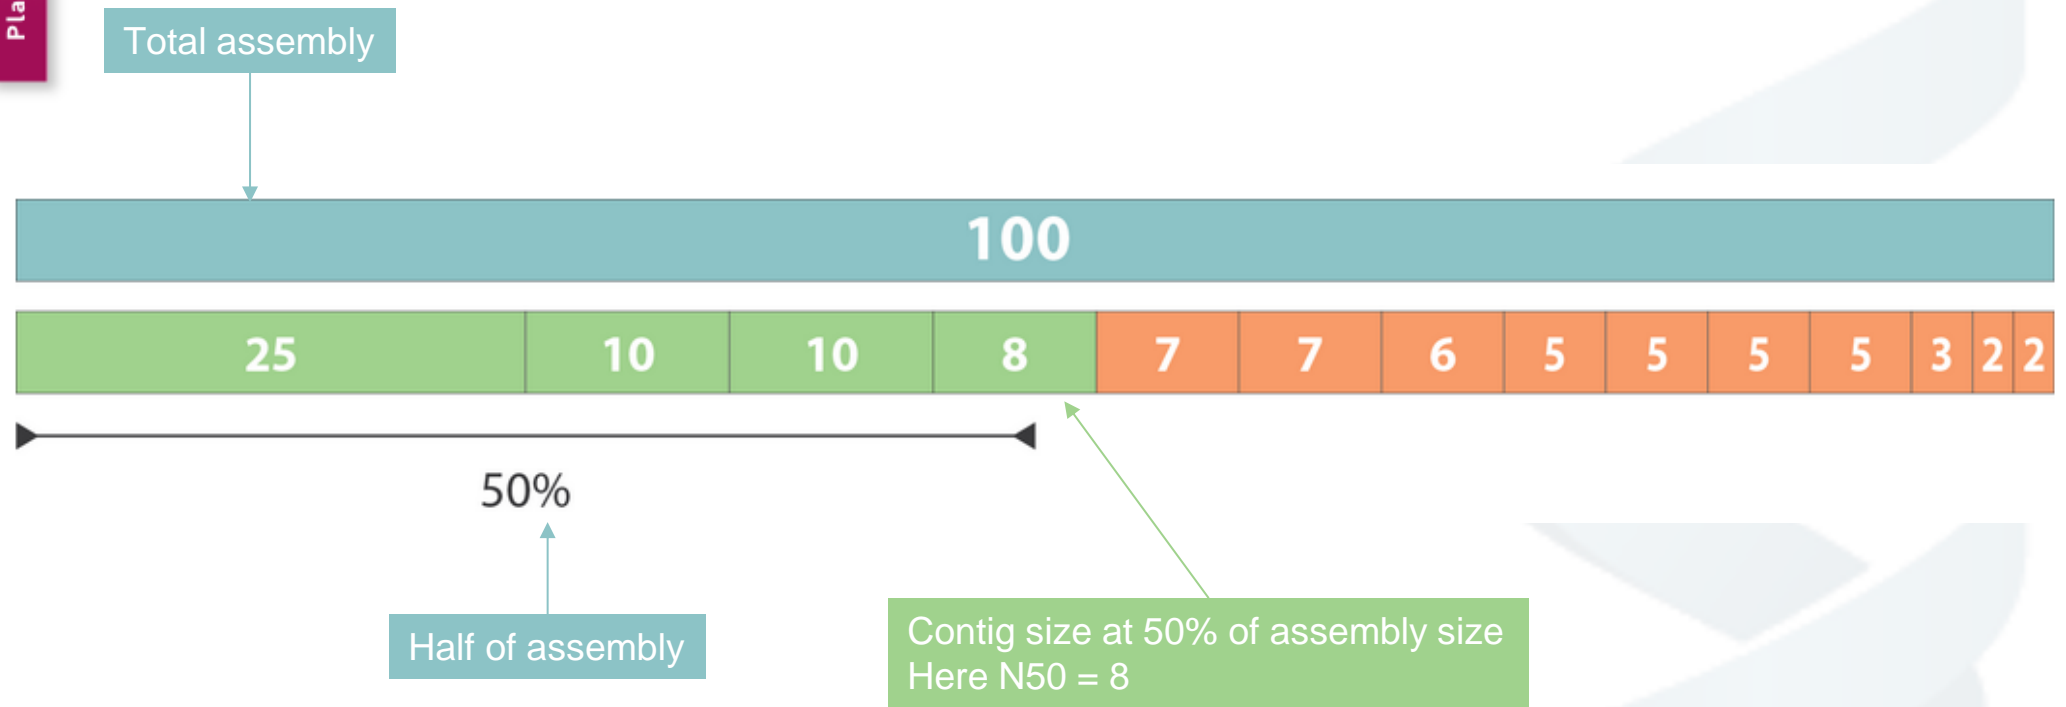 Pla
Total assembly
100
25 10 10 8 7 7 6 5 5 5 5 3 2 2
50%
Half of assembly
Contig size at 50% of assembly size
Here N50 = 8